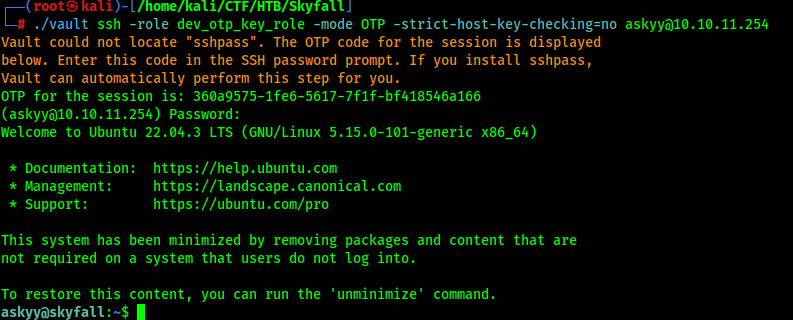 (root㉿kali)-[/home/kali/CTF/HTB/Skyfall]
# ./vault ssh -role dev_otp_key_role -mode OTP -strict-host-key-checking=no askyy@10.10.11.254
Vault could not locate "sshpass". The OTP code for the session is displayed
below. Enter this code in the SSH password prompt. If you install sshpass,
Vault can automatically perform this step for you.
OTP for the session is: 360a9575-1fe6-5617-7f1f-bf418546a166
(askyy@10.10.11.254) Password:
Welcome to Ubuntu 22.04.3 LTS (GNU/Linux 5.15.0-101-generic x86_64)
* Documentation:  https://help.ubuntu.com
* Management:     https://landscape.canonical.com
* Support:        https://ubuntu.com/pro
This system has been minimized by removing packages and content that are
not required on a system that users do not log into.
To restore this content, you can run the 'unminimize' command.
askyy@skyfall:~$